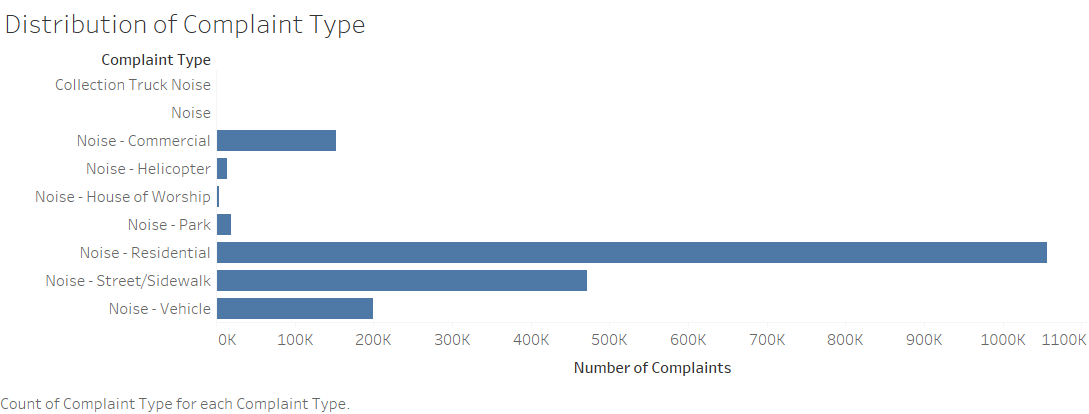 Distribution of Complaint Type
Complaint Type
Collection Truck Noise
Noise
Noise - Commercial
Noise - Helicopter
Noise - House of Worship
Noise - Park
Noise - Residential
Noise - Street/Sidewalk
Noise - Vehicle
0K 100K 200K 300K 400K 500K 600K 700K 800K 900K 1000K 1100K
Number of Complaints
Count of Complaint Type for each Complaint Type.